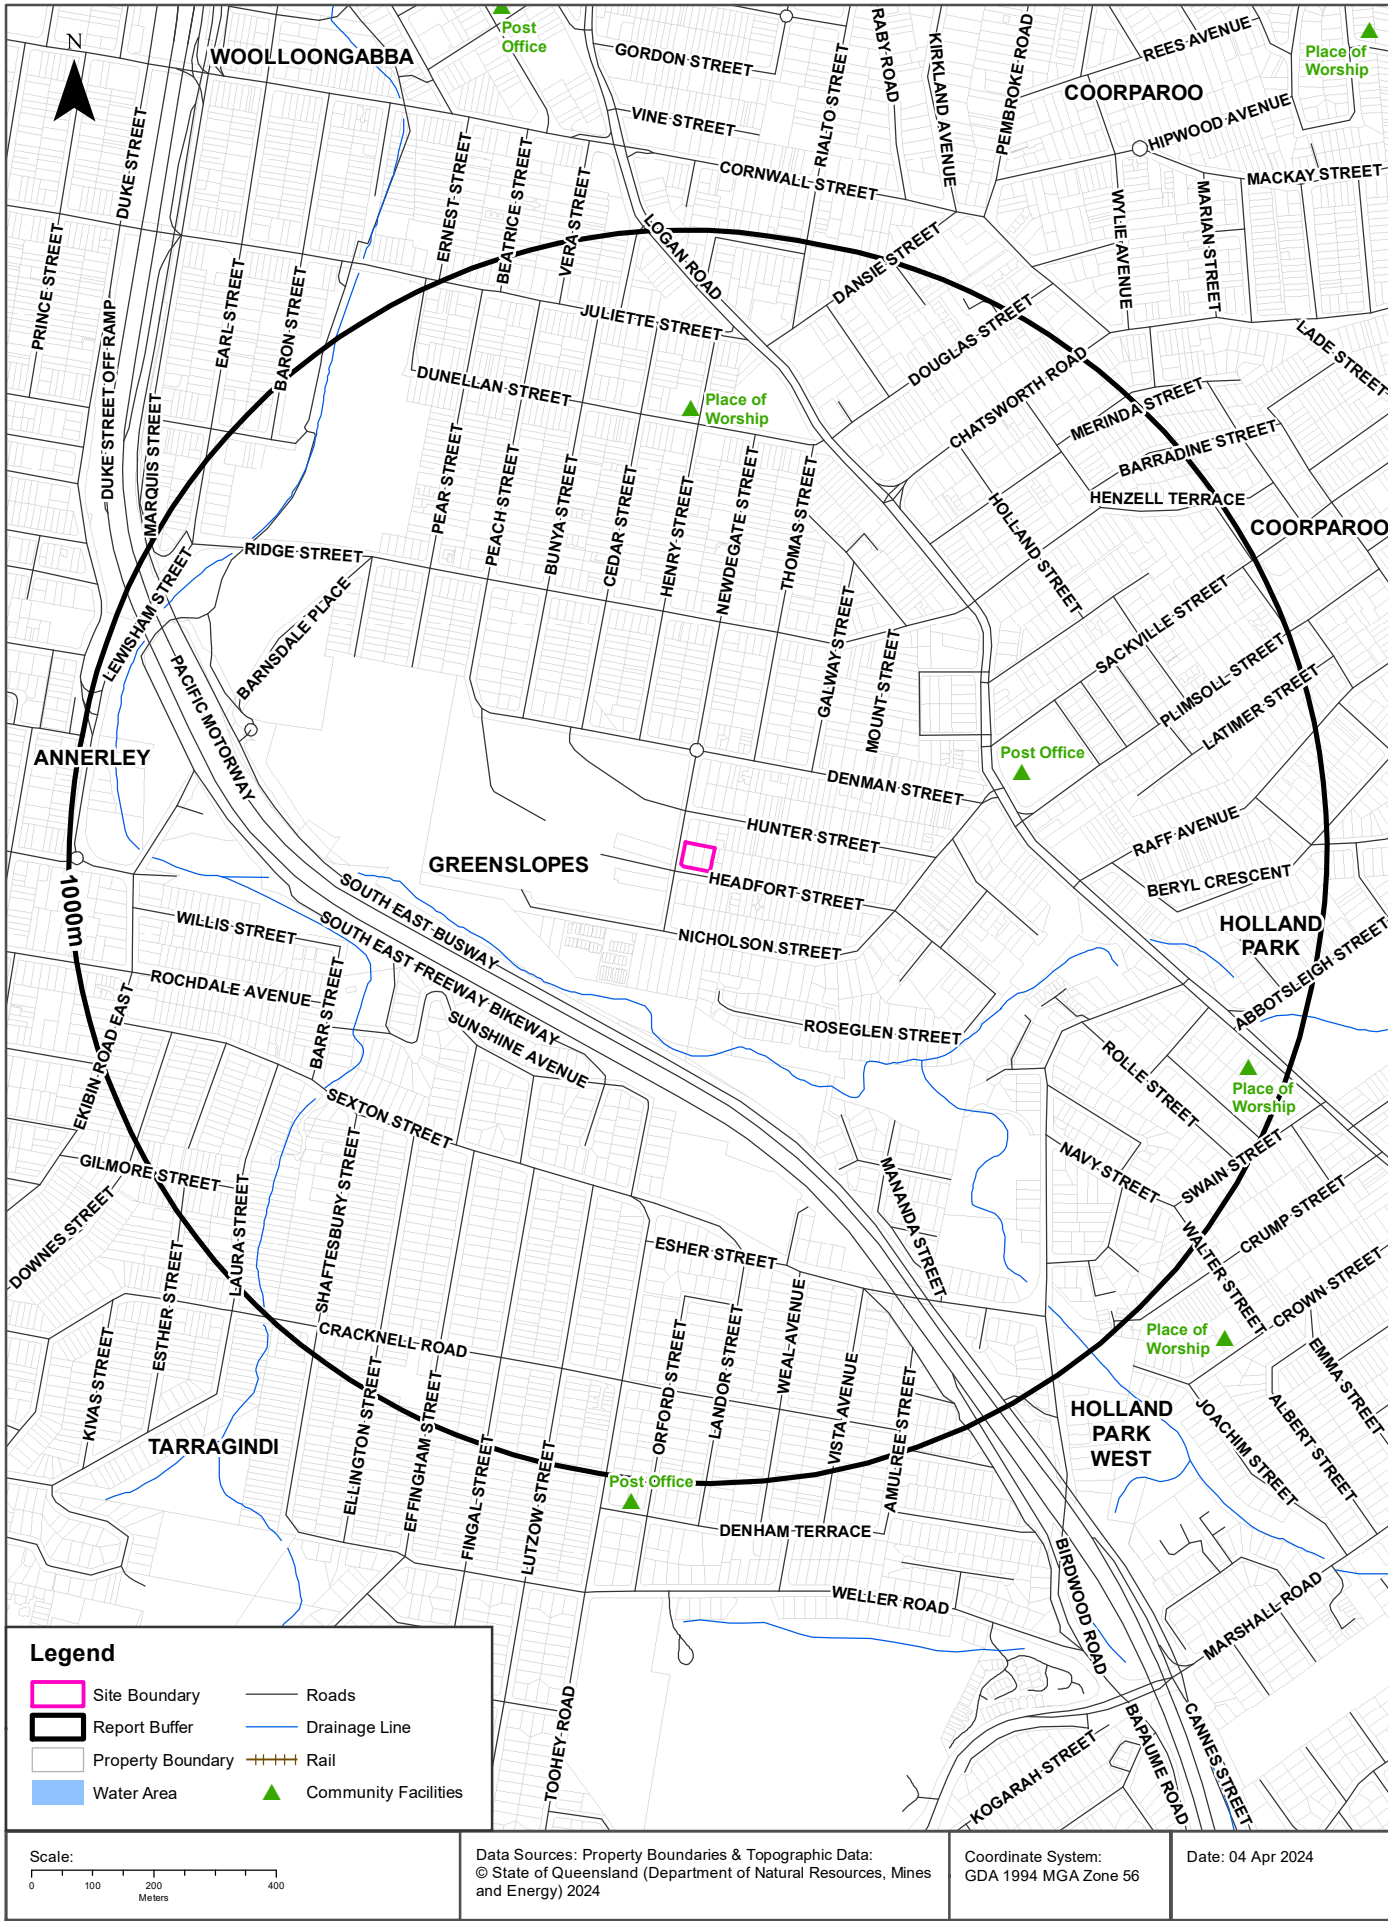 N
Post
Office
WOOLLOONGABBA
GORDON STREET
RABY ROAD
KIRKLAND AVENUE
PEMBROKE ROAD
REES AVENUE
Place of
Worship
COORPAROO
VINE STREET
RIALTO STREET
HIPWOOD AVENUE
DUKE STREET
ERNEST STREET
BEATRICE STREET
VERA STREET
CORNWALL STREET
WYLIE AVENUE
MARIAN STREET
MACKAY STREET
PRINCE STREET
LOGAN ROAD
DANSIE STREET
EARL STREET
BARON STREET
JULIETTE STREET
DOUGLAS STREET
LADE STREET
DUKE STREET OFF RAMP
DUNELLAN STREET
Place of
Worship
CHATSWORTH ROAD
MERINDA STREET
BARRADINE STREET
MARQUIS STREET
HENZELL TERRACE
COORPAROO
PEAR STREET
PEACH STREET
BUNYA STREET
CEDAR STREET
HENRY STREET
NEWDEGATE STREET
THOMAS STREET
HOLLAND STREET
RIDGE STREET
LEWISHAM STREET
BARNSDALE PLACE
GALWAY STREET
MOUNT STREET
SACKVILLE STREET
PLIMSOLL STREET
LATIMER STREET
PACIFIC MOTORWAY
ANNERLEY
Post Office
DENMAN STREET
HUNTER STREET
RAFF AVENUE
GREENSLOPES
HEADFORT STREET
BERYL CRESCENT
1000m
SOUTH EAST BUSWAY
WILLIS STREET
SOUTH EAST FREEWAY BIKEWAY
NICHOLSON STREET
HOLLAND
PARK
ABBOTSLEIGH STREET
ROCHDALE AVENUE
BARR STREET
SUNSHINE AVENUE
ROSEGLEN STREET
EKIBIN ROAD EAST
ROLLE STREET
Place of
Worship
SEXTON STREET
NAVY STREET
SWAIN STREET
GILMORE STREET
SHAFTESBURY STREET
MANANDA STREET
CRUMP STREET
DOWNES STREET
LAURA STREET
ESHER STREET
WALTER STREET
CROWN STREET
ESTHER STREET
CRACKNELL ROAD
WEAL AVENUE
Place of
Worship
KIVAS STREET
ORFORD STREET
LANDOR STREET
VISTA AVENUE
AMULREE STREET
EMMA STREET
ELLINGTON STREET
EFFINGHAM STREET
JOACHIM STREET
ALBERT STREET
HOLLAND
PARK
WEST
TARRAGINDI
FINGAL STREET
LUTZOW STREET
Post Office
DENHAM TERRACE
BIRDWOOD ROAD
WELLER ROAD
MARSHALL ROAD
TOOHEY ROAD
KOGARAH STREET
BAPAUME ROAD
CANNES STREET
Legend
Site Boundary
Roads
Report Buffer
Drainage Line
Property Boundary
Rail
Water Area
Community Facilities
Scale:
0 100 200 400
Meters
Data Sources: Property Boundaries & Topographic Data:
© State of Queensland (Department of Natural Resources, Mines
and Energy) 2024
Coordinate System:
GDA 1994 MGA Zone 56
Date: 04 Apr 2024